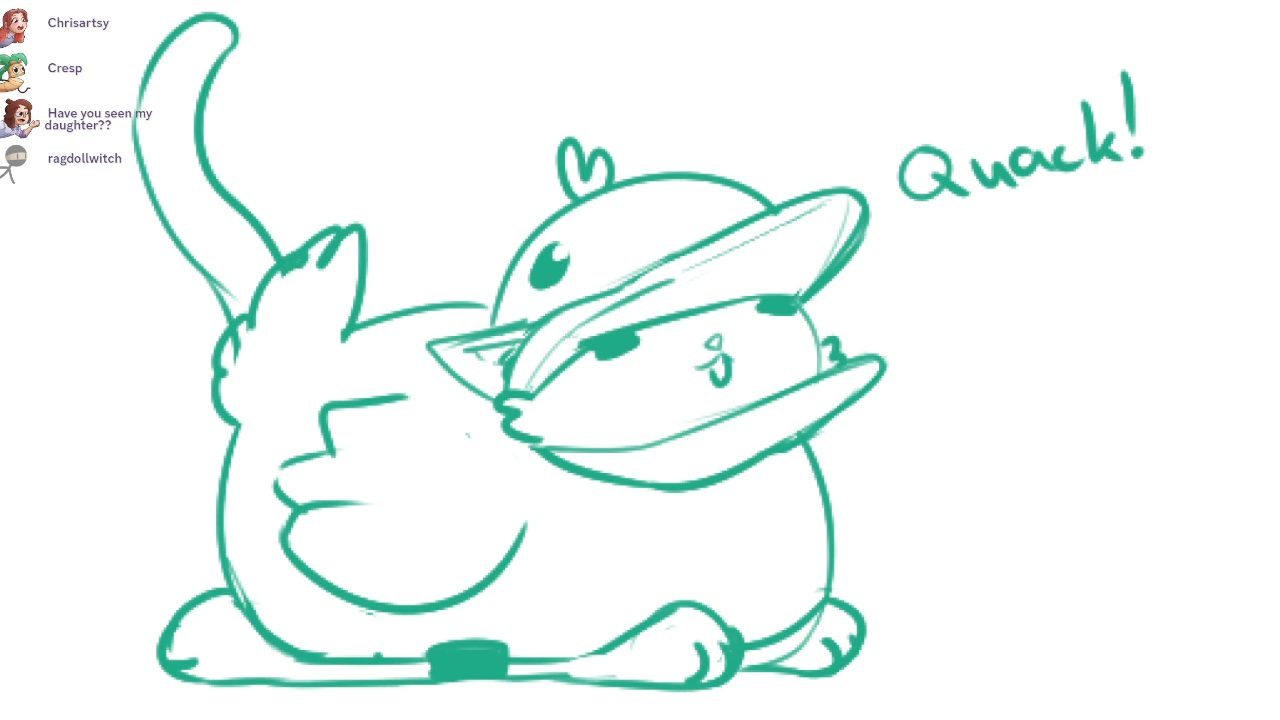 Chrisartsy
Cresp
Have you seen my
daughter??
ragdollwitch
Quack!